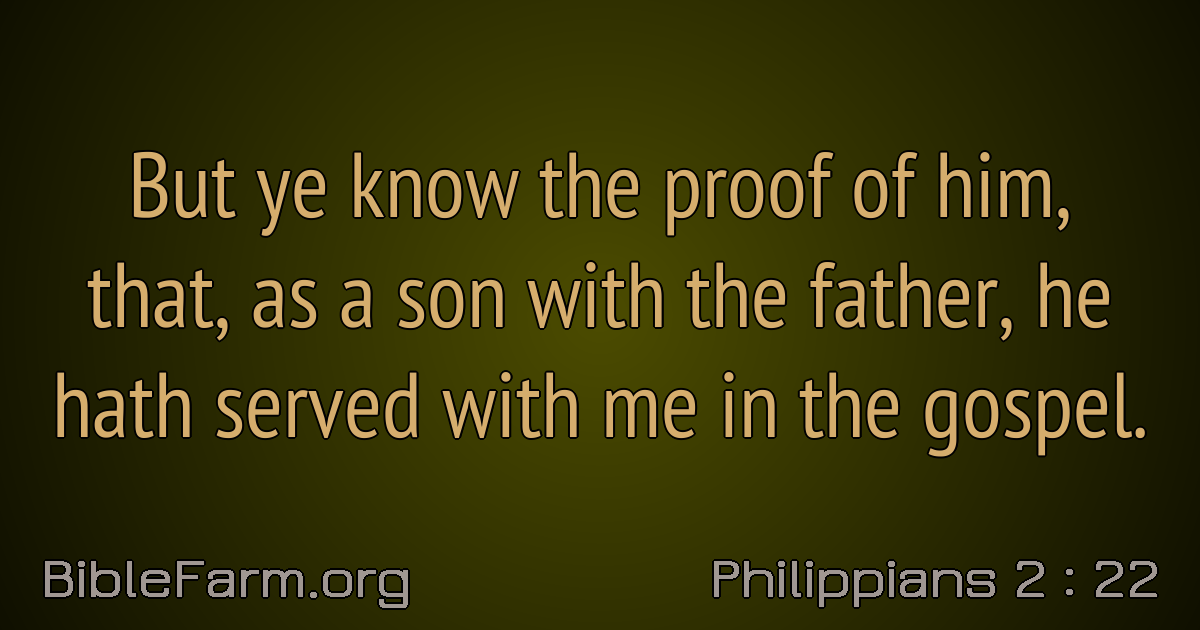 But ye know the proof of him,
that, as a son with the father, he
hath served with me in the gospel.
BibleFarm.org
Philippians 2 : 22